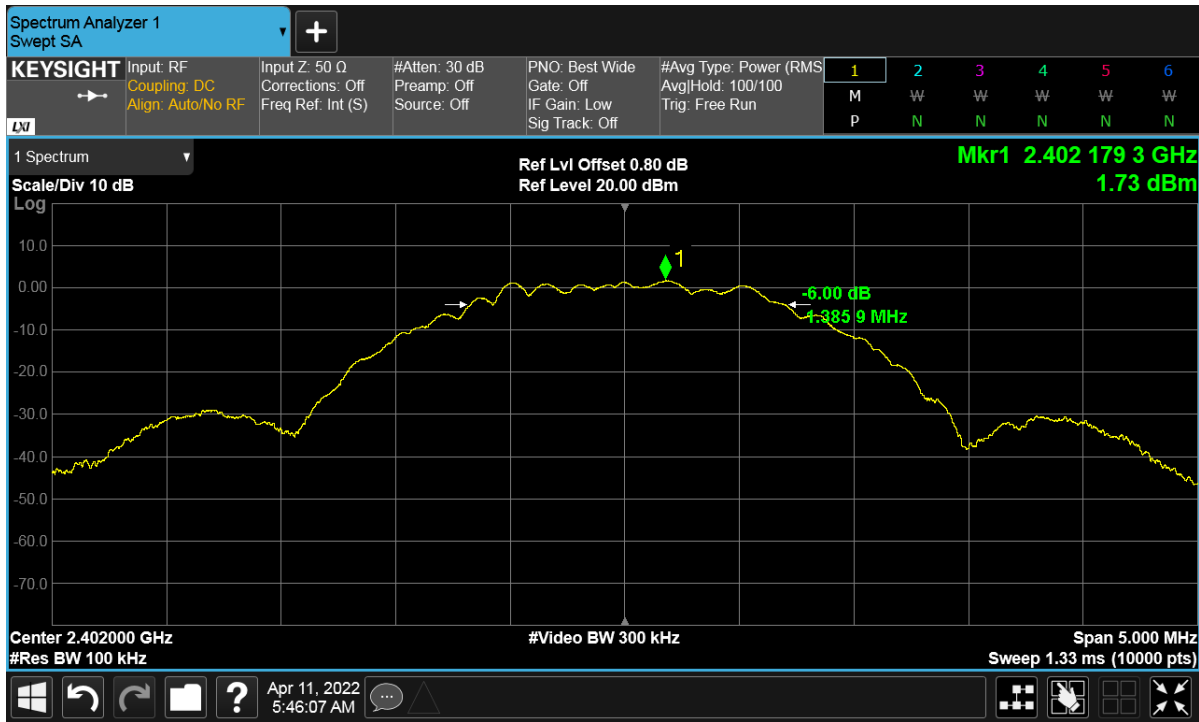 Spectrum Analyzer 1
Swept SA
+
KEYSIGHT
LXI
Input: RF
Coupling: DC
Align: Auto/No RF
Input Z: 50 Ω
Corrections: Off
Freq Ref: Int (S)
#Atten: 30 dB
Preamp: Off
Source: Off
PNO: Best Wide
Gate: Off
IF Gain: Low
Sig Track: Off
#Avg Type: Power (RMS
Avg|Hold: 100/100
Trig: Free Run
1 2 3 4 5 6
M W W W W W
P N N N N N
1 Spectrum
Scale/Div 10 dB
Ref Lvl Offset 0.80 dB
Ref Level 20.00 dBm
Mkr1 2.402 179 3 GHz
1.73 dBm
Log
10.0
0.00
-10.0
-20.0
-30.0
-40.0
-50.0
-60.0
-70.0
1
-6.00 dB
1.385 9 MHz
Center 2.402000 GHz
#Res BW 100 kHz
#Video BW 300 kHz
Span 5.000 MHz
Sweep 1.33 ms (10000 pts)
?
Apr 11, 2022
5:46:07 AM